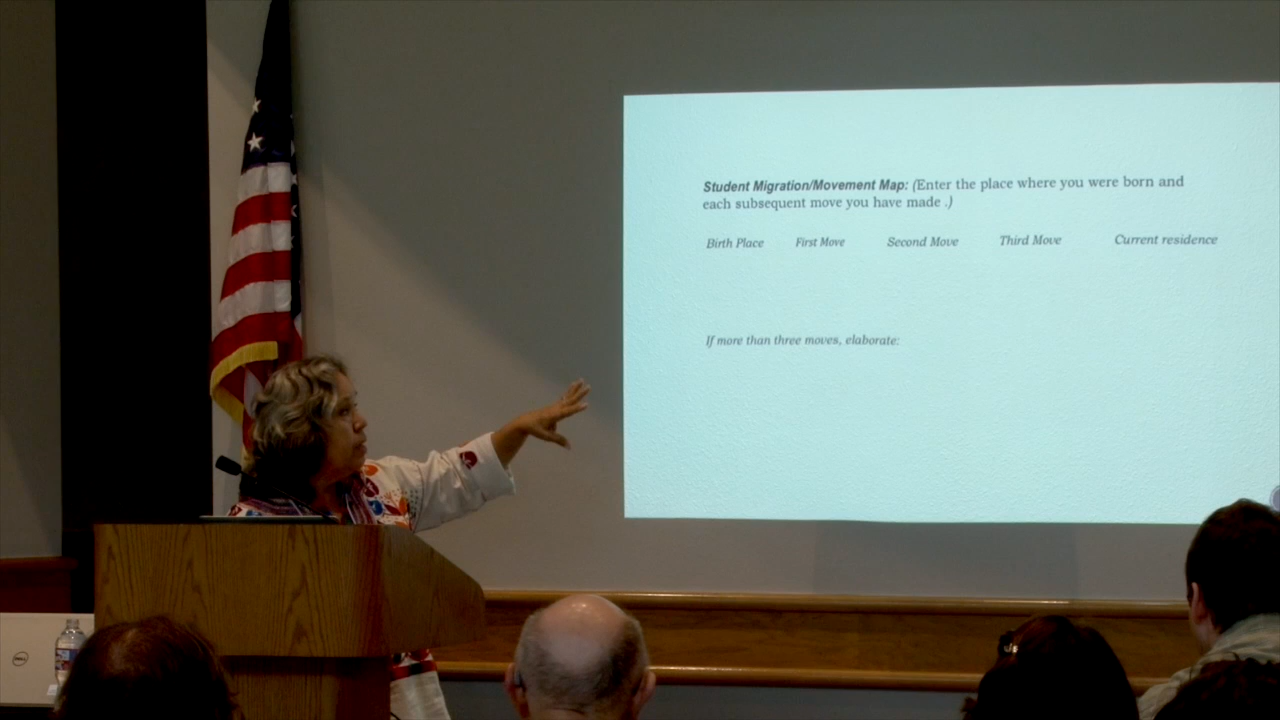 Student Migration/Movement Map: (Enter the place where you were born and
each subsequent move you have made .)
Birth Place First Move Second Move Third Move Current residence
If more than three moves, elaborate:
DELL